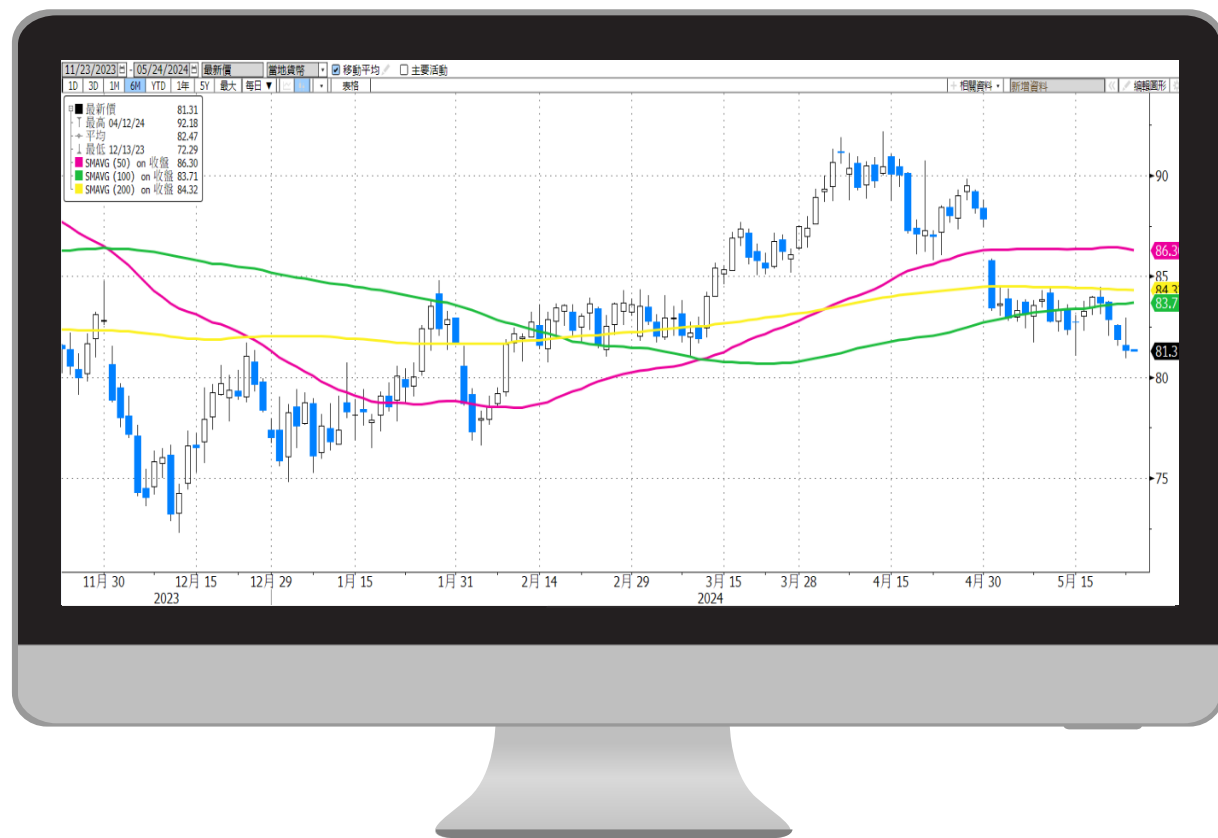 11/23/2023 - 05/24/2024 最新價 當地貨幣 移動平均 主要活動
1D 3D 1M 6M YTD 1年 5Y 最大 每日 ▼ 表格 + 相關資料 新增資料 « 編輯圖形
最新價 81.31
最高 04/12/24 92.18
平均 82.47
最低 12/13/23 72.29
SMAVG (50) on 收盤 86.30
SMAVG (100) on 收盤 83.71
SMAVG (200) on 收盤 84.32
90
86.3
85
84.3
83.7
81.3
80
75
11月 30 12月 15 12月 29 1月 15 1月 31 2月 14 2月 29 3月 15 3月 28 4月 15 4月 30 5月 15
2023 2024